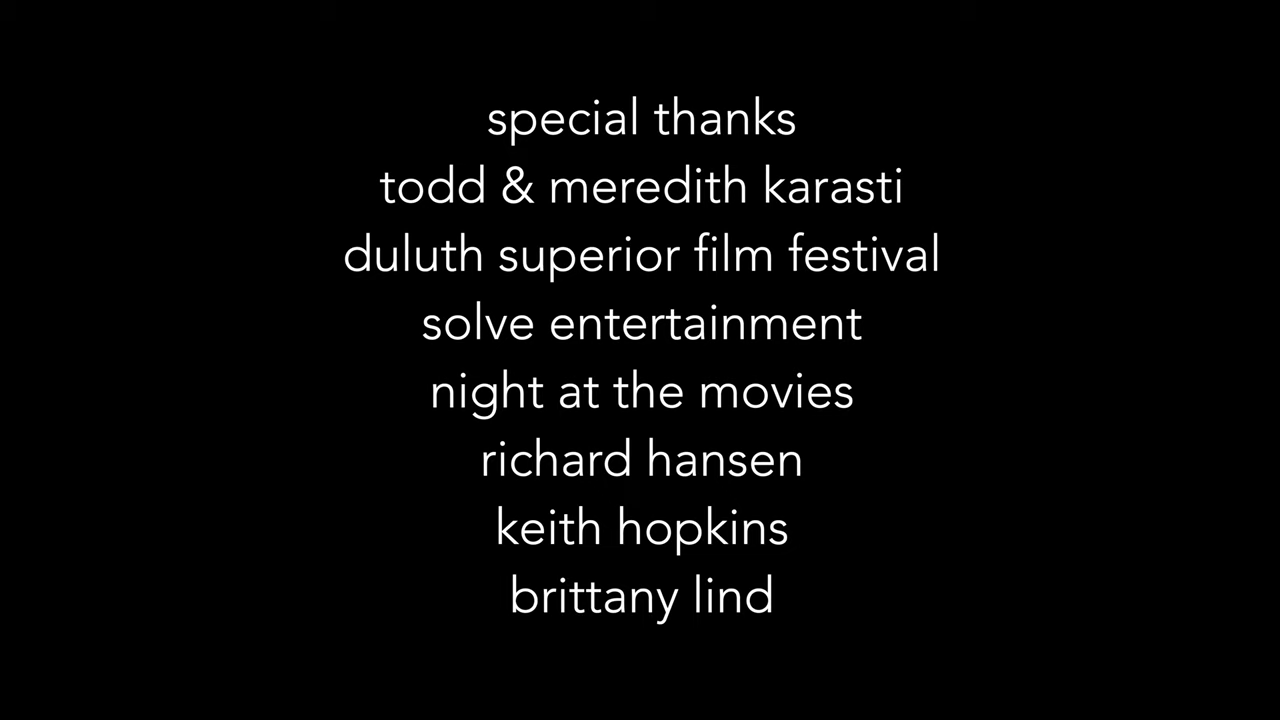 special thanks
todd & meredith karasti
duluth superior film festival
solve entertainment
night at the movies
richard hansen
keith hopkins
brittany lind